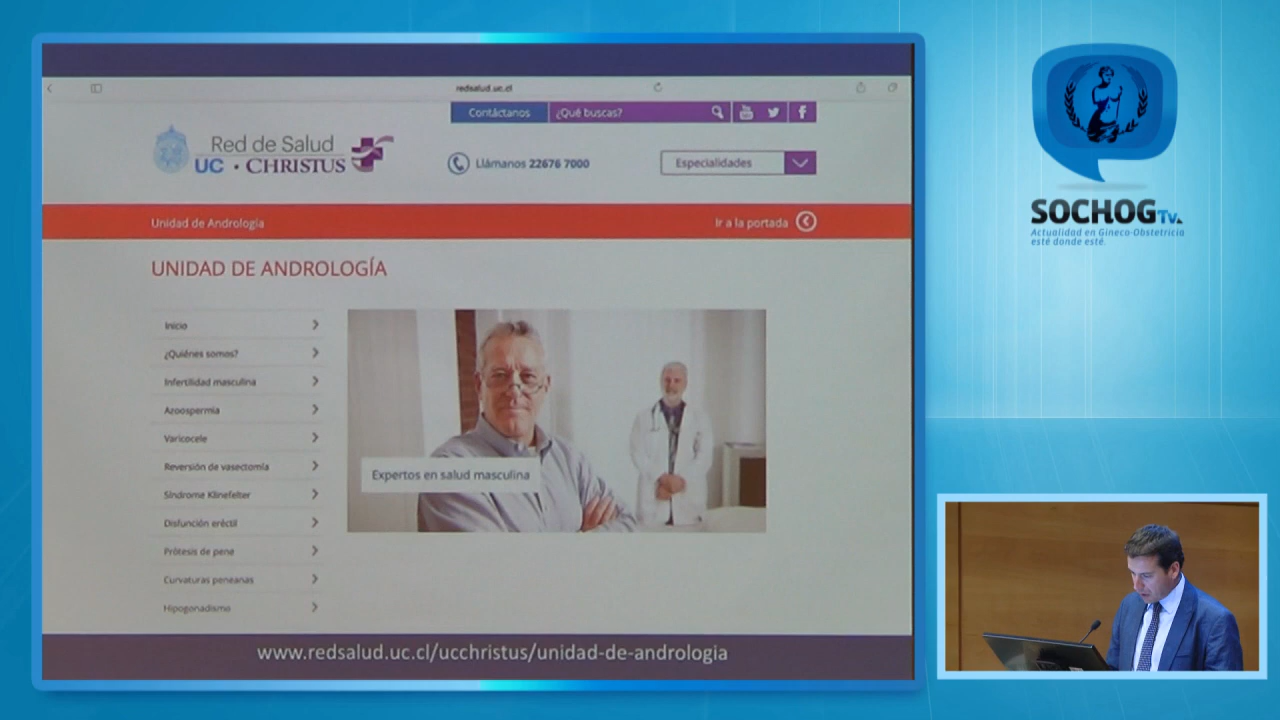 redsalud.uc.cl
Contáctanos
¿Qué buscas?
You
Red de Salud
UC • CHRISTUS
Llámanos 22676 7000
Especialidades
Unidad de Andrología
Ir a la portada
UNIDAD DE ANDROLOGÍA
Inicio
¿Quiénes somos?
Infertilidad masculina
Azoospermia
Varicocele
Reversión de vasectomía
Síndrome Klinefelter
Disfunción eréctil
Prótesis de pene
Curvaturas peneanas
Hipogonadismo
Expertos en salud masculina
www.redsalud.uc.cl/ucchristus/unidad-de-andrologia
SOCHOG Tv.
Actualidad en Gineco-Obstetricia
esté donde esté.